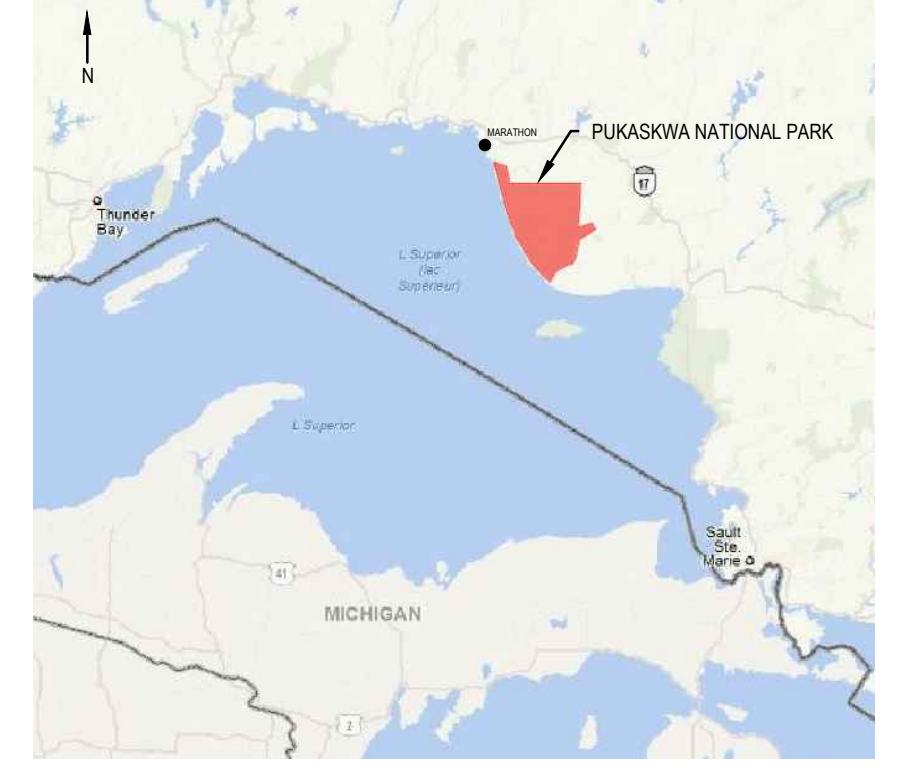 N
MARATHON
PUKASKWA NATIONAL PARK
17
Thunder
Bay
L Superior
(lac
Supérieur)
L Superior
Sault
Ste.
Marie
41
MICHIGAN
2